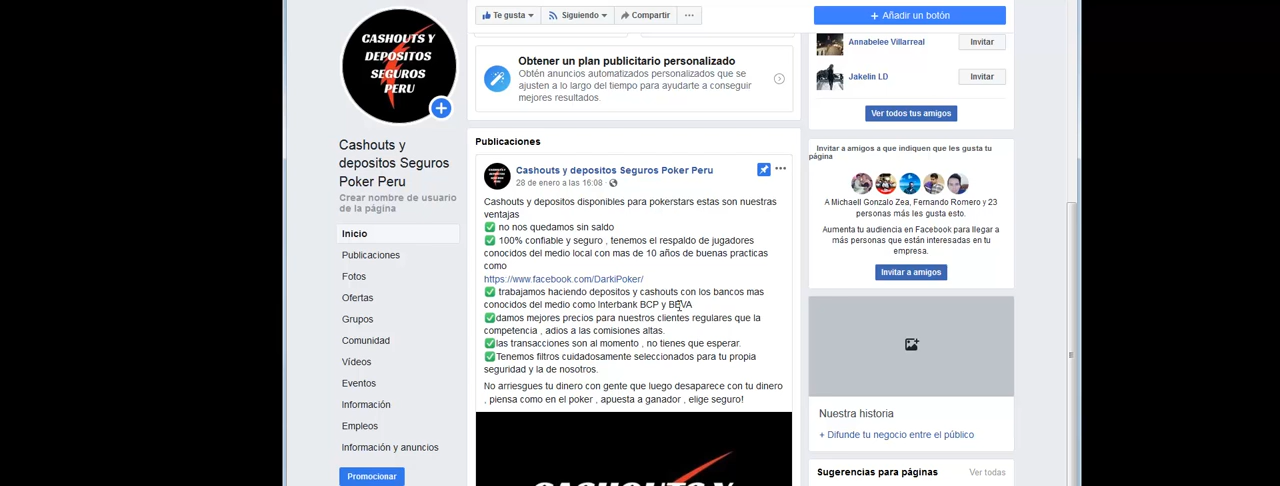 CASHOUTS Y
DEPOSITOS
SEGUROS
PERU
Cashouts y
depositos Seguros
Poker Peru
Crear nombre de usuario
de la página
Inicio
Publicaciones
Fotos
Ofertas
Grupos
Comunidad
Vídeos
Eventos
Información
Empleos
Información y anuncios
Promocionar
Te gusta
Siguiendo
Compartir
Añadir un botón
Obtener un plan publicitario personalizado
Obtén anuncios automatizados personalizados que se
ajusten a lo largo del tiempo para ayudarte a conseguir
mejores resultados.
Publicaciones
Cashouts y depositos Seguros Poker Peru
28 de enero a las 16:08
Cashouts y depositos disponibles para pokerstars estas son nuestras
ventajas
no nos quedamos sin saldo
100% confiable y seguro , tenemos el respaldo de jugadores
conocidos del medio local con mas de 10 años de buenas practicas
como
https://www.facebook.com/DarkiPoker/
trabajamos haciendo depositos y cashouts con los bancos mas
conocidos del medio como Interbank BCP y BBVA
damos mejores precios para nuestros clientes regulares que la
competencia , adios a las comisiones altas.
las transacciones son al momento , no tienes que esperar.
Tenemos filtros cuidadosamente seleccionados para tu propia
seguridad y la de nosotros.
No arriesgues tu dinero con gente que luego desaparece con tu dinero
, piensa como en el poker , apuesta a ganador , elige seguro!
CASHOUTS Y
Annabelee Villarreal
Invitar
Jakelin LD
Invitar
Ver todos tus amigos
Invitar a amigos a que indiquen que les gusta tu
página
A Michaell Gonzalo Zea, Fernando Romero y 23
personas más les gusta esto.
Aumenta tu audiencia en Facebook para llegar a
más personas que están interesadas en tu
empresa.
Invitar a amigos
Nuestra historia
+ Difunde tu negocio entre el público
Sugerencias para páginas
Ver todas